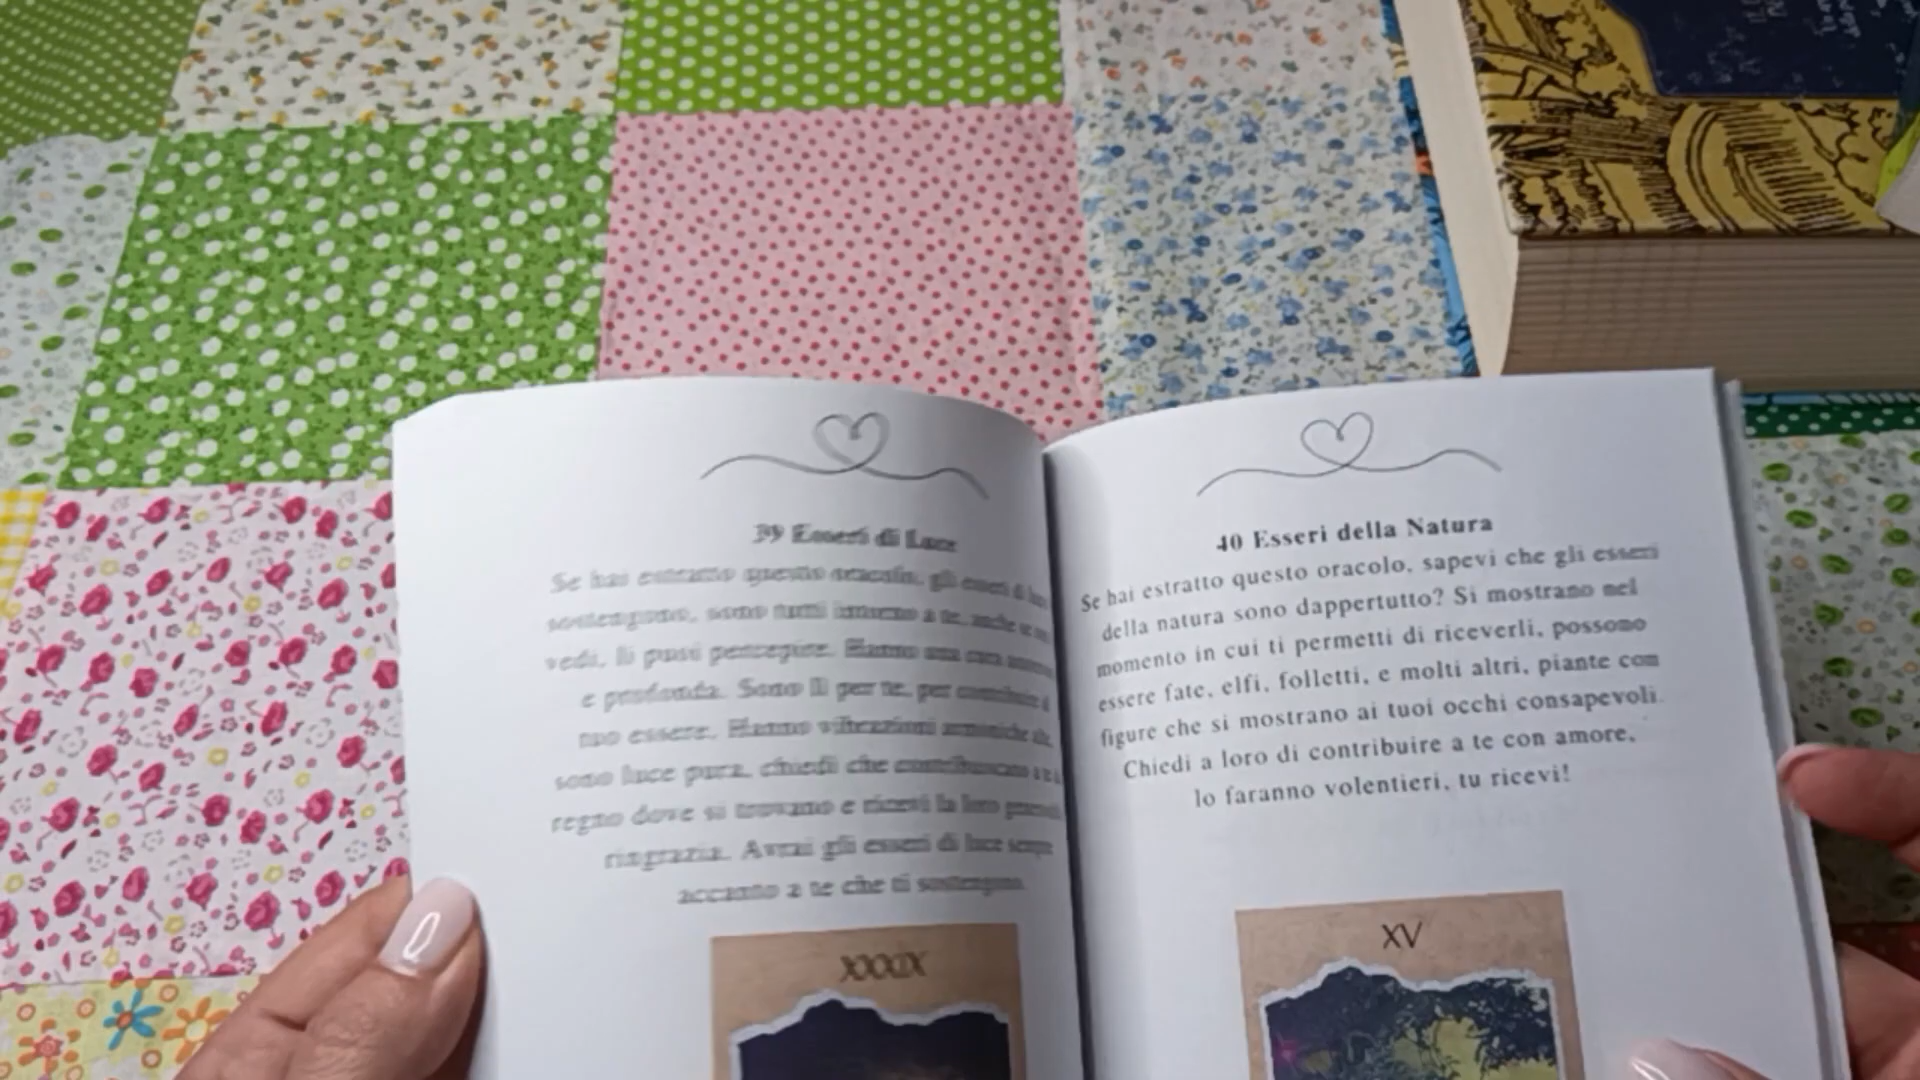 39 Esseri di Luce
Se hai estratto questo oracolo, gli esseri di luce
sostengono, sono tutti intorno a te, anche se non
vedi, li puoi percepire. Hanno una
e profonda. Sono lì per te, per contribuire al
tuo essere. Hanno vibrazioni
sono luce pura, chiedi che contribuiscano a te
regno dove si trovano e ricevi la loro
ringrazia. Avrai gli esseri di luce sempre
accanto a te che ti sostengono.
XXXIX
40 Esseri della Natura
Se hai estratto questo oracolo, sapevi che gli esseri
della natura sono dappertutto? Si mostrano nel
momento in cui ti permetti di riceverli, possono
essere fate, elfi, folletti, e molti altri, piante con
figure che si mostrano ai tuoi occhi consapevoli.
Chiedi a loro di contribuire a te con amore,
lo faranno volentieri, tu ricevi!
XV